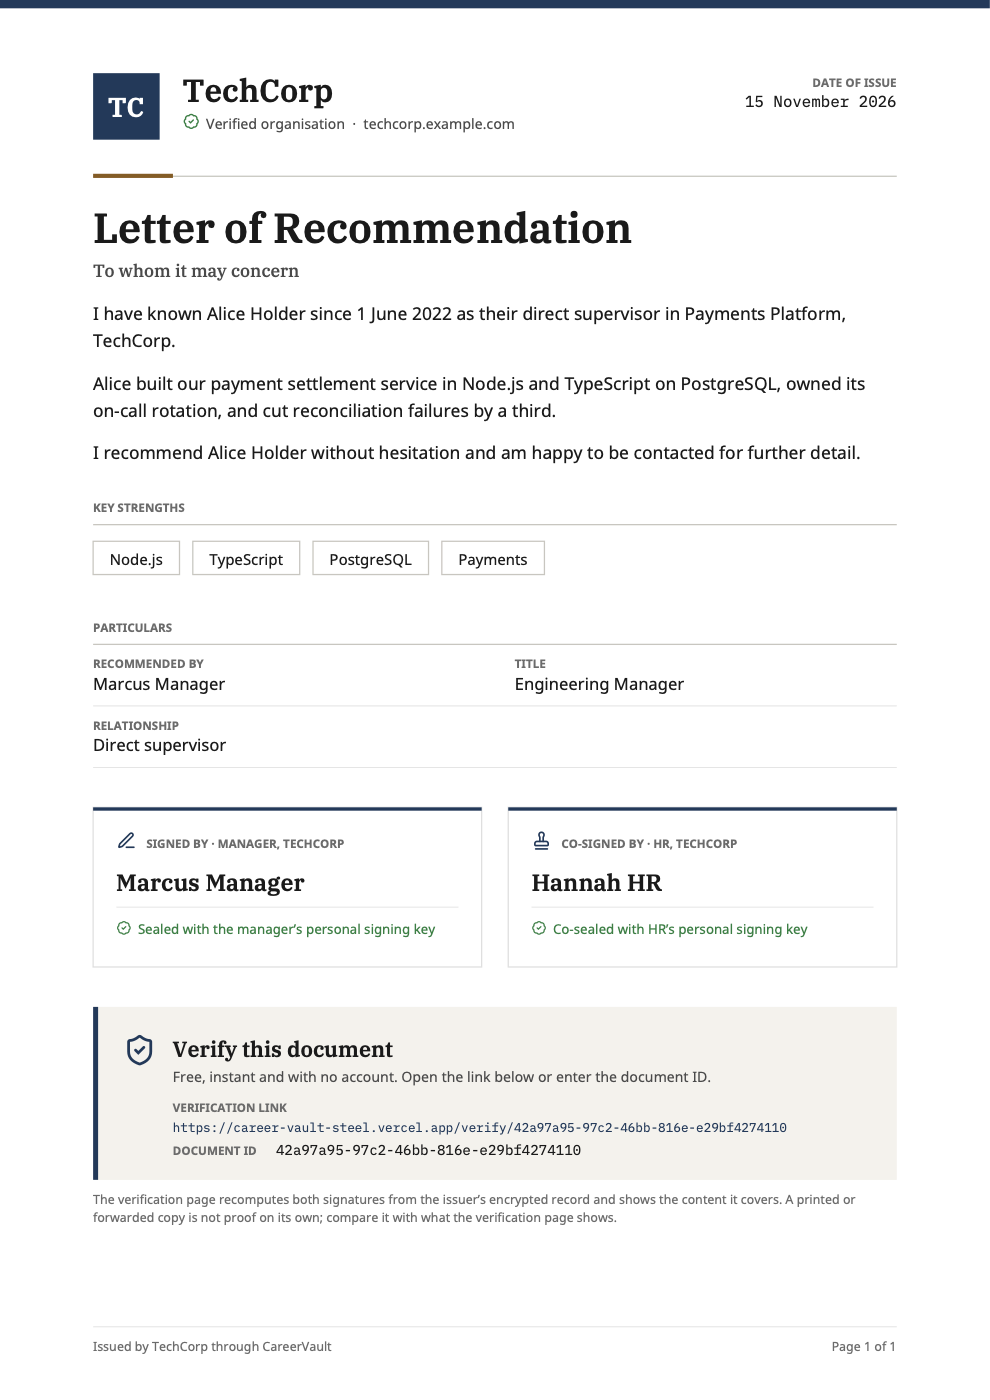 TC
TechCorp
Verified organisation · techcorp.example.com
DATE OF ISSUE
15 November 2026
Letter of Recommendation
To whom it may concern
I have known Alice Holder since 1 June 2022 as their direct supervisor in Payments Platform,
TechCorp.
Alice built our payment settlement service in Node.js and TypeScript on PostgreSQL, owned its
on-call rotation, and cut reconciliation failures by a third.
I recommend Alice Holder without hesitation and am happy to be contacted for further detail.
KEY STRENGTHS
Node.js TypeScript PostgreSQL Payments
PARTICULARS
RECOMMENDED BY
Marcus Manager
TITLE
Engineering Manager
RELATIONSHIP
Direct supervisor
SIGNED BY · MANAGER, TECHCORP
Marcus Manager
Sealed with the manager’s personal signing key
CO-SIGNED BY · HR, TECHCORP
Hannah HR
Co-sealed with HR’s personal signing key
Verify this document
Free, instant and with no account. Open the link below or enter the document ID.
VERIFICATION LINK
https://career-vault-steel.vercel.app/verify/42a97a95-97c2-46bb-816e-e29bf4274110
DOCUMENT ID 42a97a95-97c2-46bb-816e-e29bf4274110
The verification page recomputes both signatures from the issuer’s encrypted record and shows the content it covers. A printed or
forwarded copy is not proof on its own; compare it with what the verification page shows.
Issued by TechCorp through CareerVault
Page 1 of 1